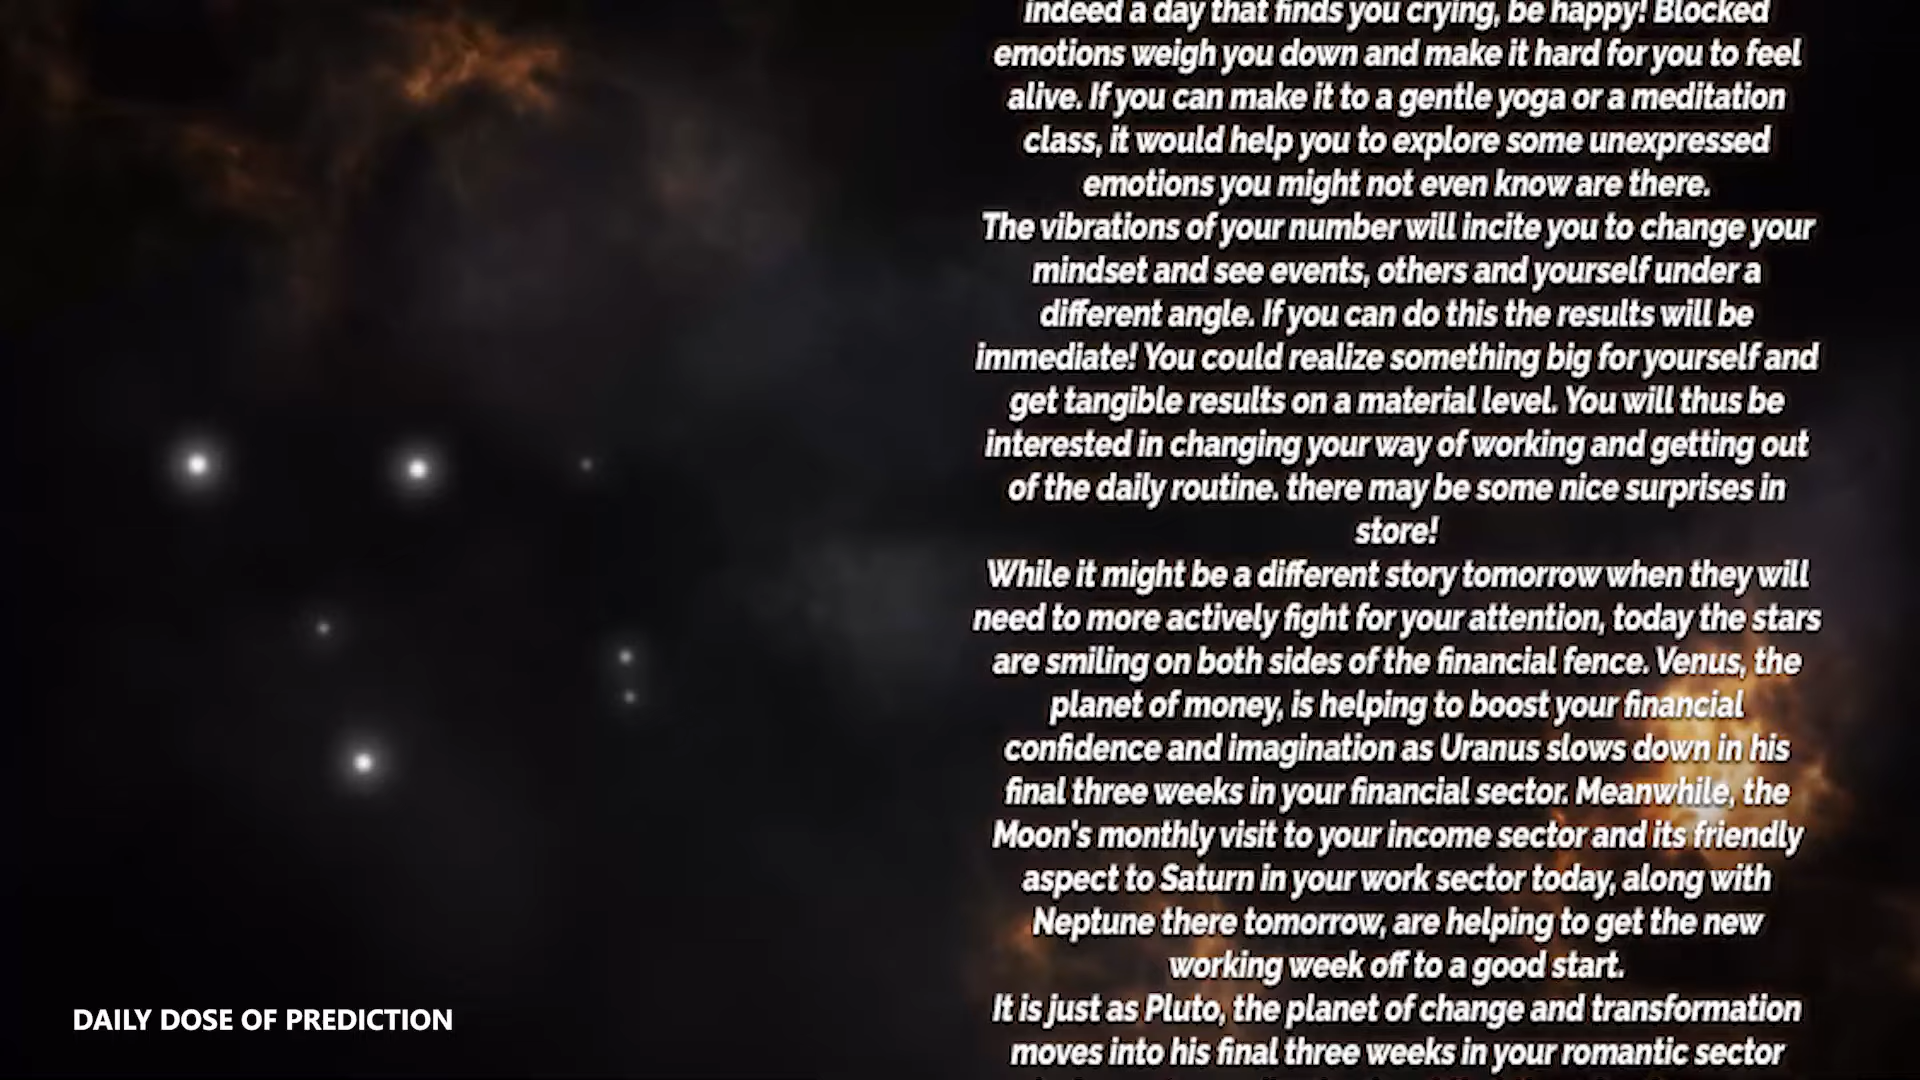 indeed a day that finds you crying, be happy! Blocked
emotions weigh you down and make it hard for you to feel
alive. If you can make it to a gentle yoga or a meditation
class, it would help you to explore some unexpressed
emotions you might not even know are there.
The vibrations of your number will incite you to change your
mindset and see events, others and yourself under a
different angle. If you can do this the results will be
immediate! You could realize something big for yourself and
get tangible results on a material level. You will thus be
interested in changing your way of working and getting out
of the daily routine. there may be some nice surprises in
store!
While it might be a different story tomorrow when they will
need to more actively fight for your attention, today the stars
are smiling on both sides of the financial fence. Venus, the
planet of money, is helping to boost your financial
confidence and imagination as Uranus slows down in his
final three weeks in your financial sector. Meanwhile, the
Moon's monthly visit to your income sector and its friendly
aspect to Saturn in your work sector today, along with
Neptune there tomorrow, are helping to get the new
working week off to a good start.
It is just as Pluto, the planet of change and transformation
moves into his final three weeks in your romantic sector
DAILY DOSE OF PREDICTION